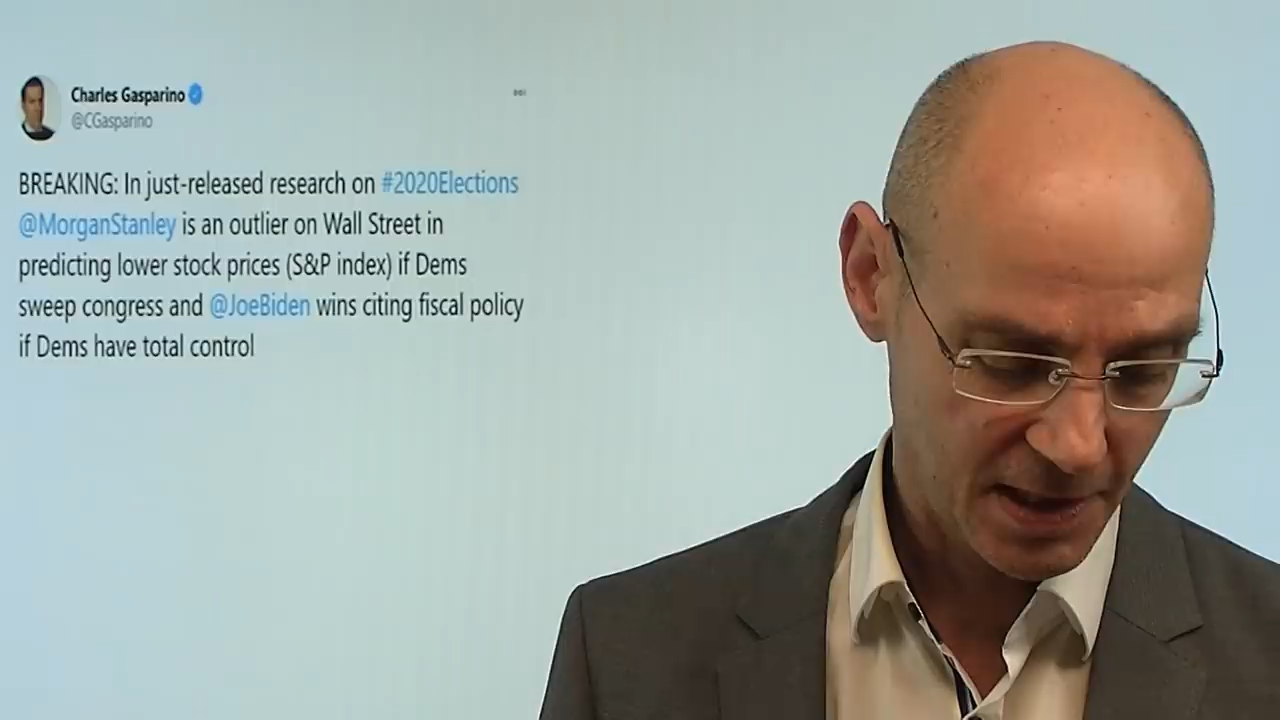 Charles Gasparino
@CGasparino
BREAKING: In just-released research on #2020Elections
@MorganStanley is an outlier on Wall Street in
predicting lower stock prices (S&P index) if Dems
sweep congress and @JoeBiden wins citing fiscal policy
if Dems have total control